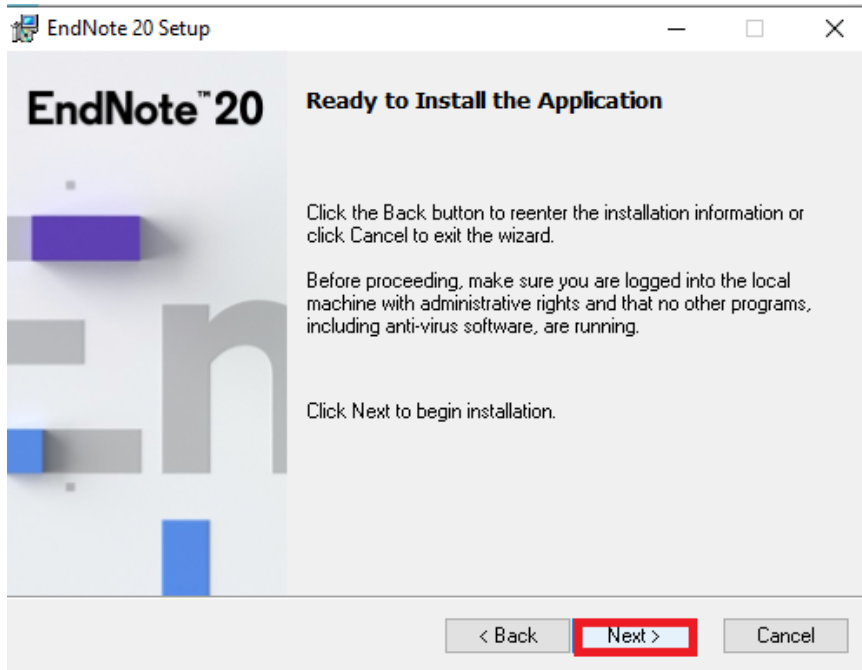 EndNote 20 Setup
EndNote™20
Ready to Install the Application
Click the Back button to reenter the installation information or
click Cancel to exit the wizard.
Before proceeding, make sure you are logged into the local
machine with administrative rights and that no other programs,
including anti-virus software, are running.
Click Next to begin installation.
En
< Back
Next >
Cancel